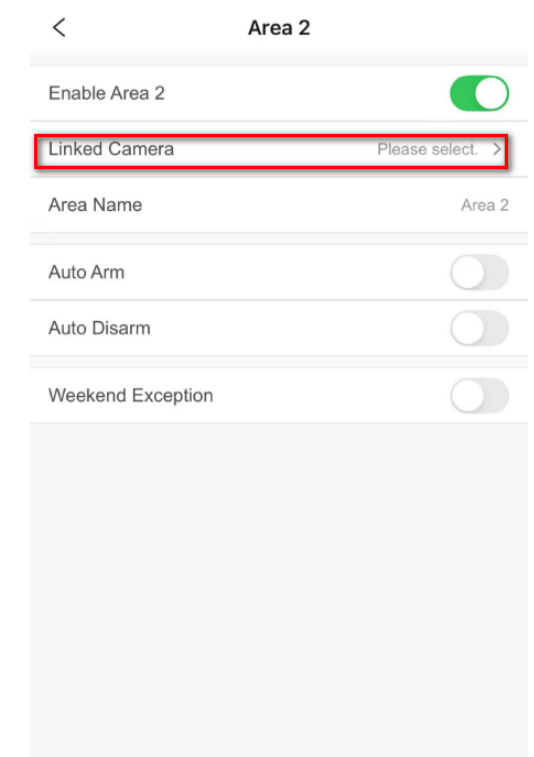 Area 2
Enable Area 2
Linked Camera Please select.
Area Name Area 2
Auto Arm
Auto Disarm
Weekend Exception